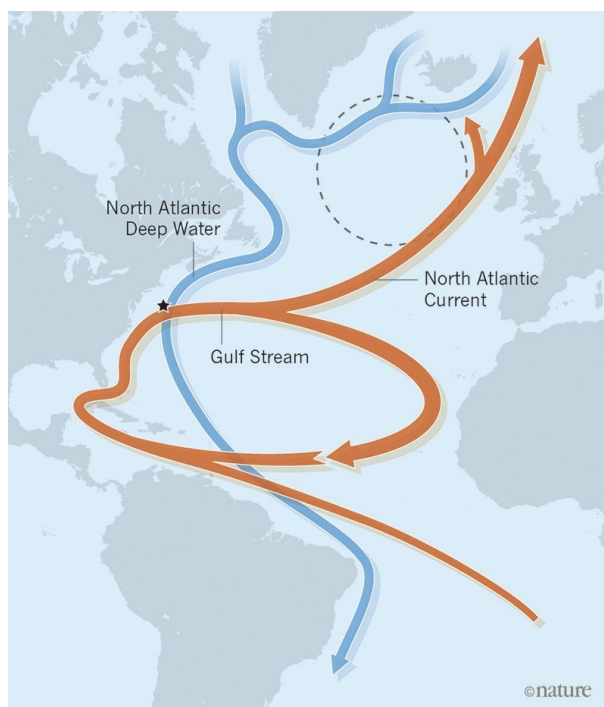 North Atlantic
Deep Water
North Atlantic
Current
Gulf Stream
©nature